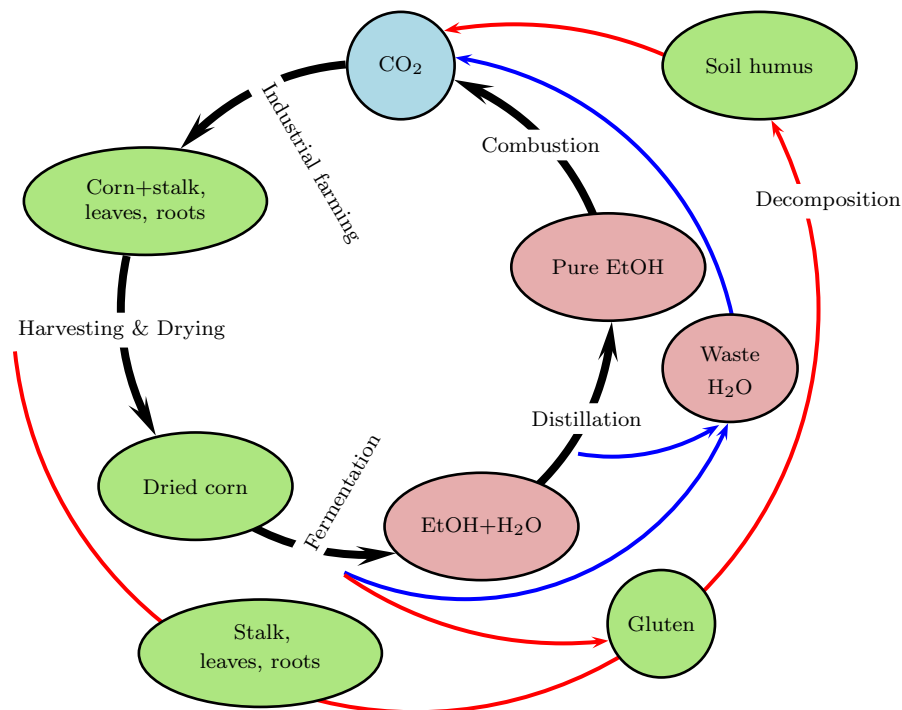 CO₂
Soil humus
Industrial farming
Combustion
Corn+stalk,
leaves, roots
Decomposition
Pure EtOH
Harvesting & Drying
Waste
H₂O
Distillation
Dried corn
Fermentation
EtOH+H₂O
Gluten
Stalk,
leaves, roots